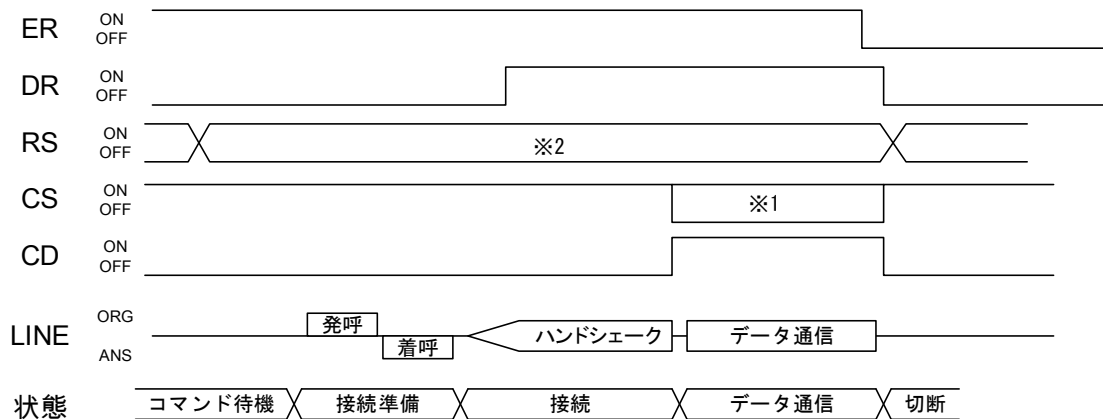 ER ON
OFF
DR ON
OFF
RS ON
OFF ※2
CS ON
OFF ※1
CD ON
OFF
LINE ORG
ANS 発呼 着呼 ハンドシェーク データ通信
状態 コマンド待機 接続準備 接続 データ通信 切断